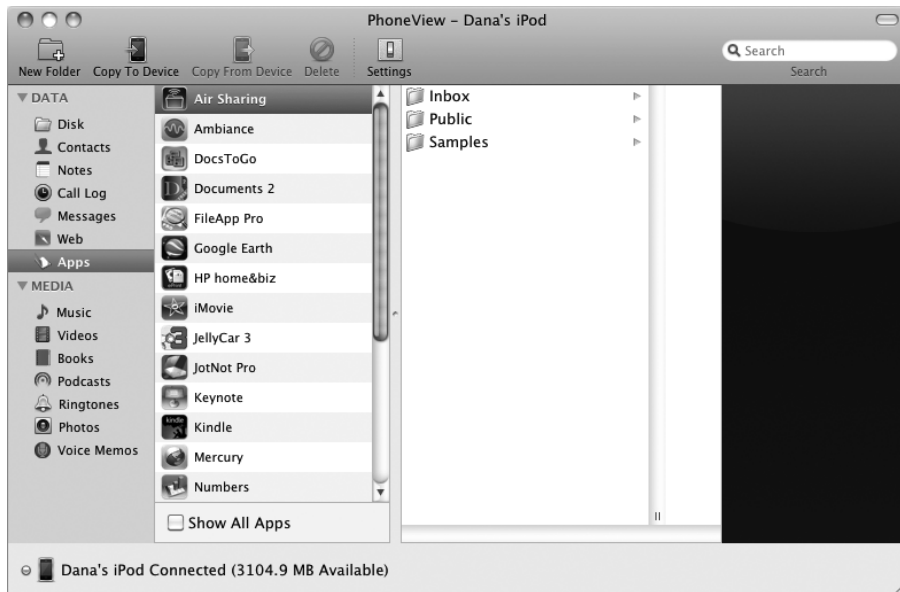 PhoneView – Dana's iPod
New Folder Copy To Device Copy From Device Delete Settings Search
Search
DATA
Disk
Contacts
Notes
Call Log
Messages
Web
Apps
MEDIA
Music
Videos
Books
Podcasts
Ringtones
Photos
Voice Memos
Air Sharing
Ambiance
DocsToGo
Documents 2
FileApp Pro
Google Earth
HP home&biz
iMovie
JellyCar 3
JotNot Pro
Keynote
kindle
Kindle
Mercury
Numbers
Show All Apps
Inbox
Public
Samples
Dana's iPod Connected (3104.9 MB Available)